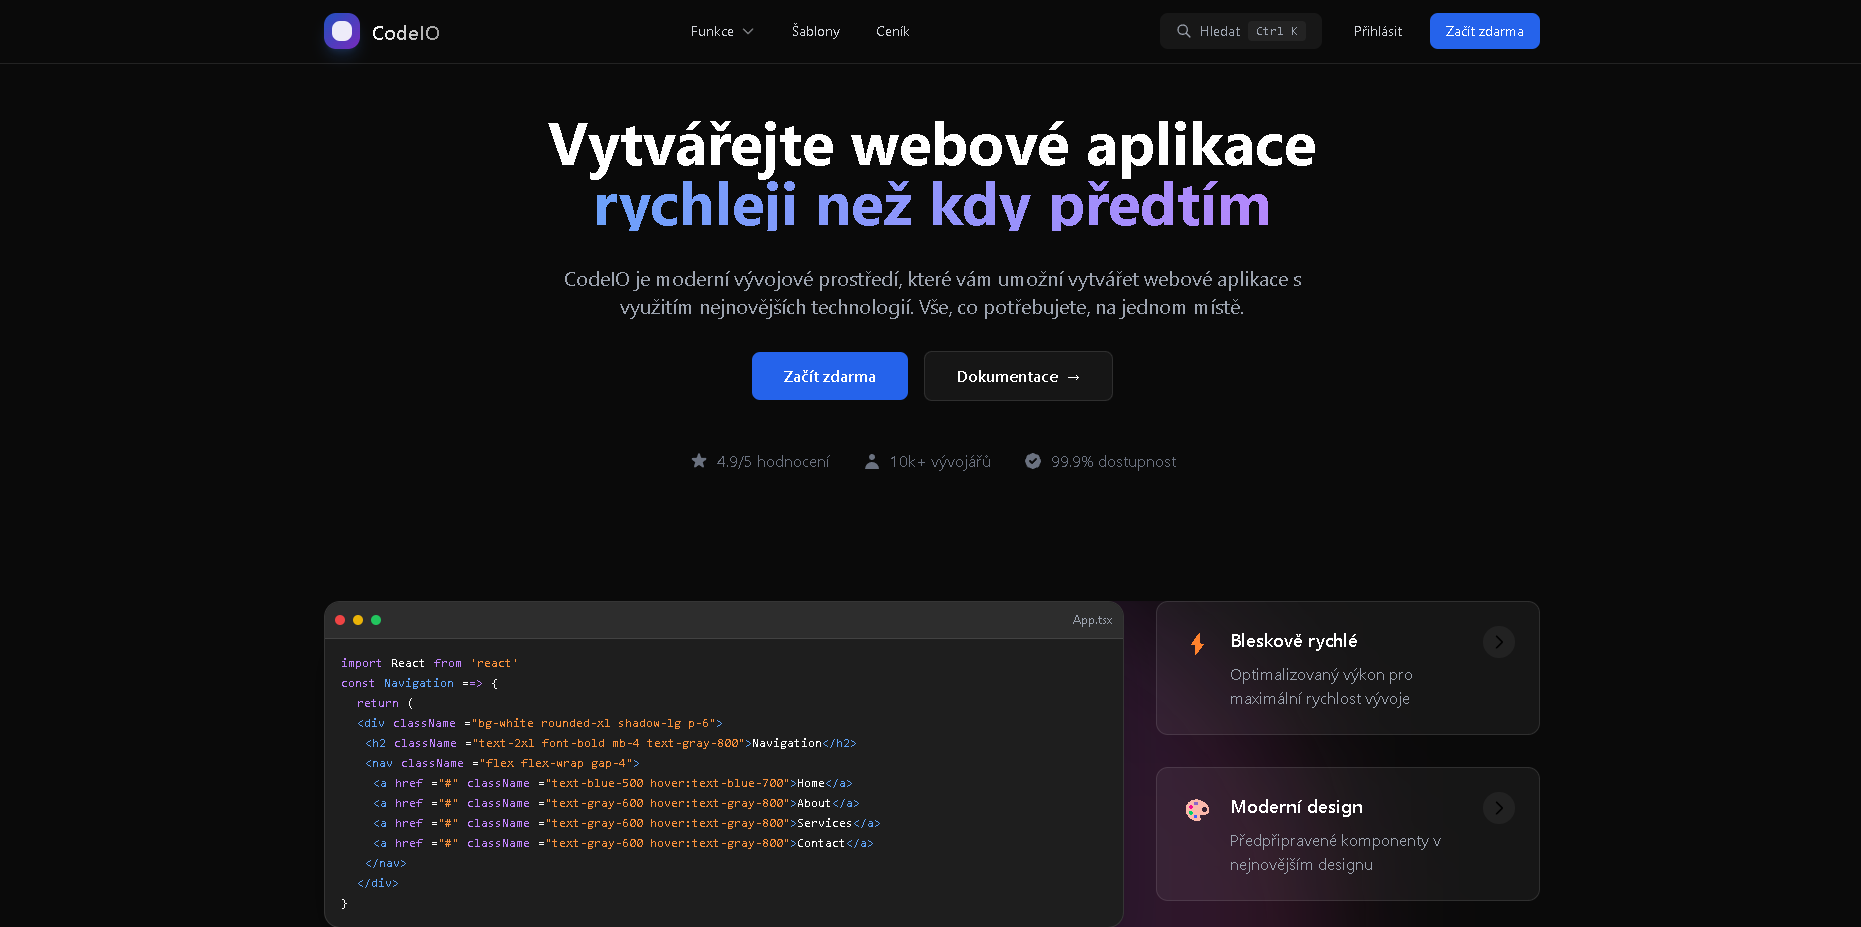 CodeIO
Funkce
Šablony
Ceník
Hledat Ctrl K
Přihlásit
Začít zdarma
Vytvářejte webové aplikace
rychleji než kdy předtím
CodeIO je moderní vývojové prostředí, které vám umožní vytvářet webové aplikace s
využitím nejnovějších technologií. Vše, co potřebujete, na jednom místě.
Začít zdarma
Dokumentace →
4.9/5 hodnocení
10k+ vývojářů
99.9% dostupnost
App.tsx
import React from 'react'
const Navigation ==> {
return (
<div className ="bg-white rounded-xl shadow-lg p-6">
<h2 className ="text-2xl font-bold mb-4 text-gray-800">Navigation</h2>
<nav className ="flex flex-wrap gap-4">
<a href ="#" className ="text-blue-500 hover:text-blue-700">Home</a>
<a href ="#" className ="text-gray-600 hover:text-gray-800">About</a>
<a href ="#" className ="text-gray-600 hover:text-gray-800">Services</a>
<a href ="#" className ="text-gray-600 hover:text-gray-800">Contact</a>
</nav>
</div>
}
Bleskově rychlé
Optimalizovaný výkon pro
maximální rychlost vývoje
Moderní design
Předpřipravené komponenty v
nejnovějším designu